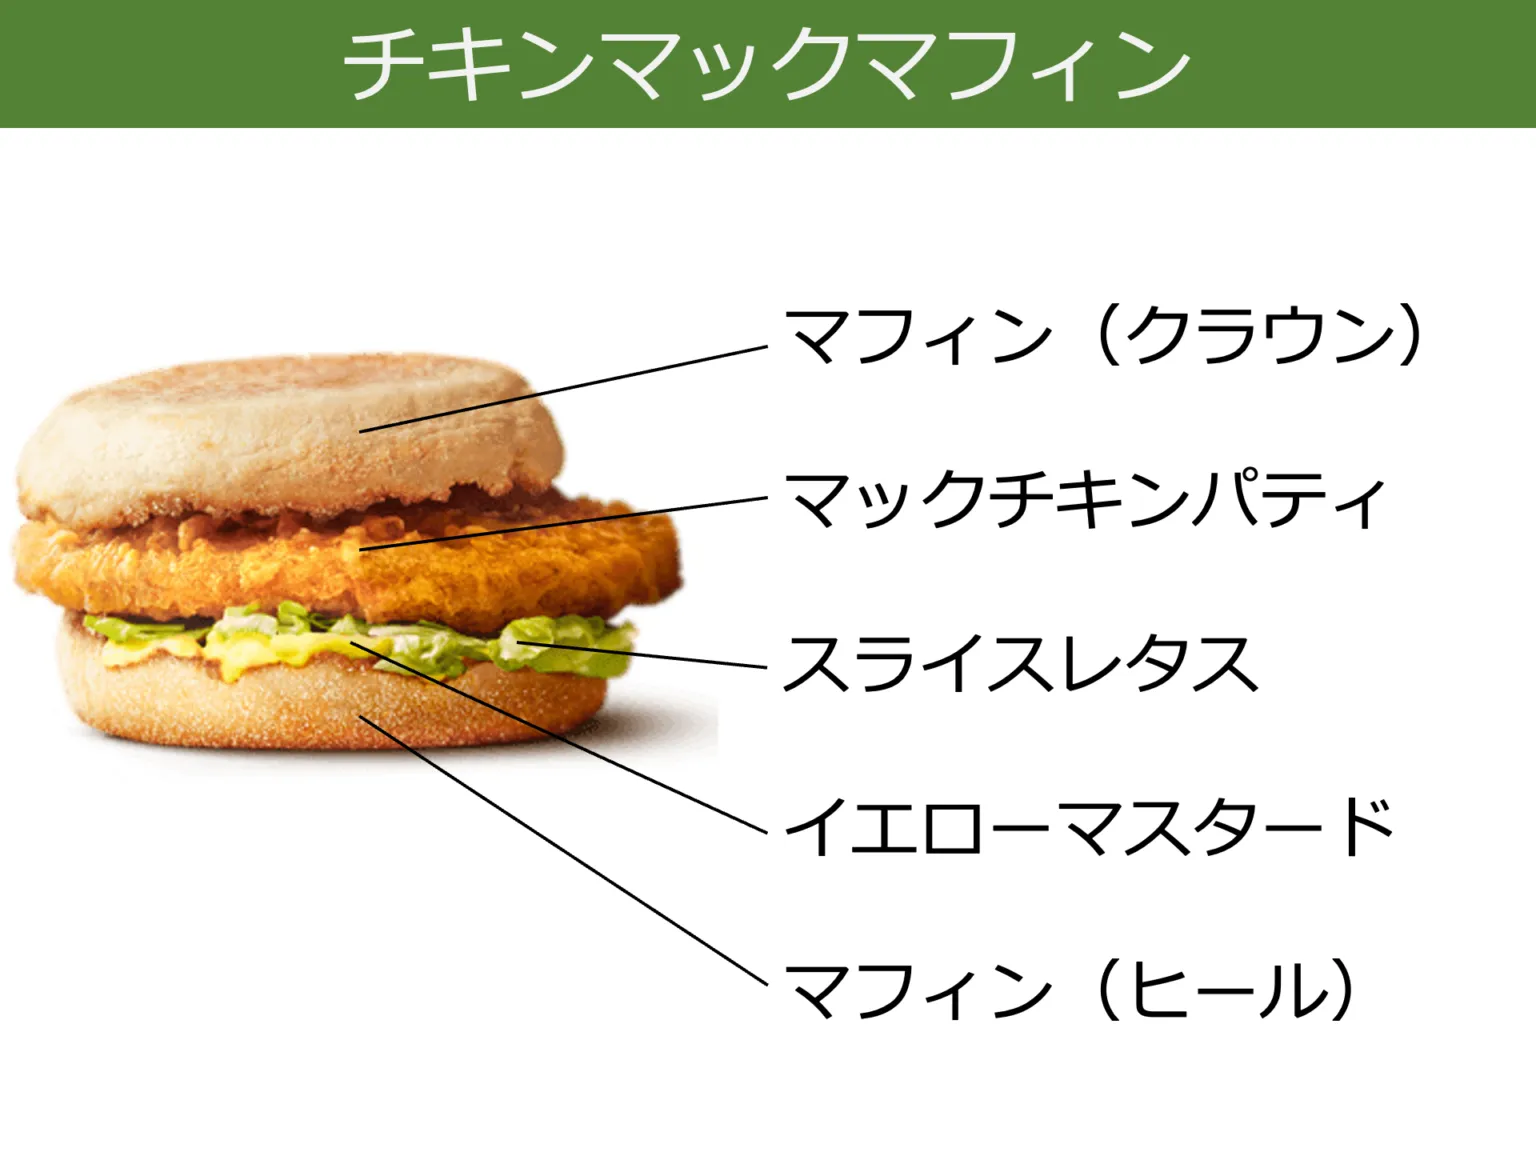 チキンマックマフィン
マフィン（クラウン）
マックチキンパティ
スライスレタス
イエローマスタード
マフィン（ヒール）